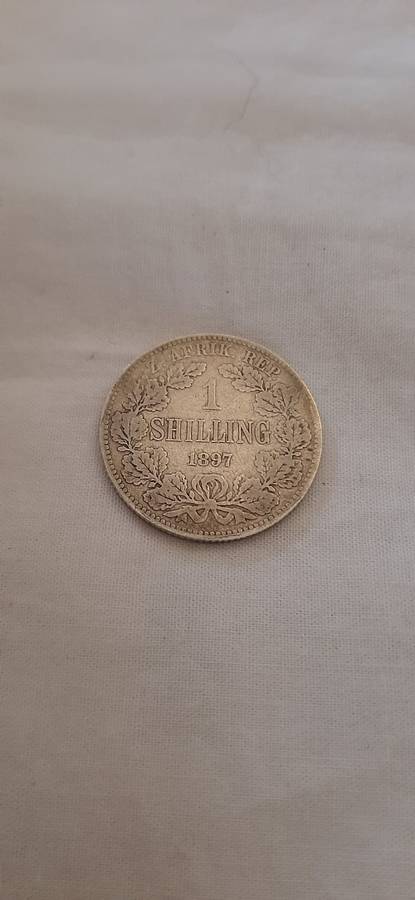 Z. AFRIK REP.
1
SHILLING
1897